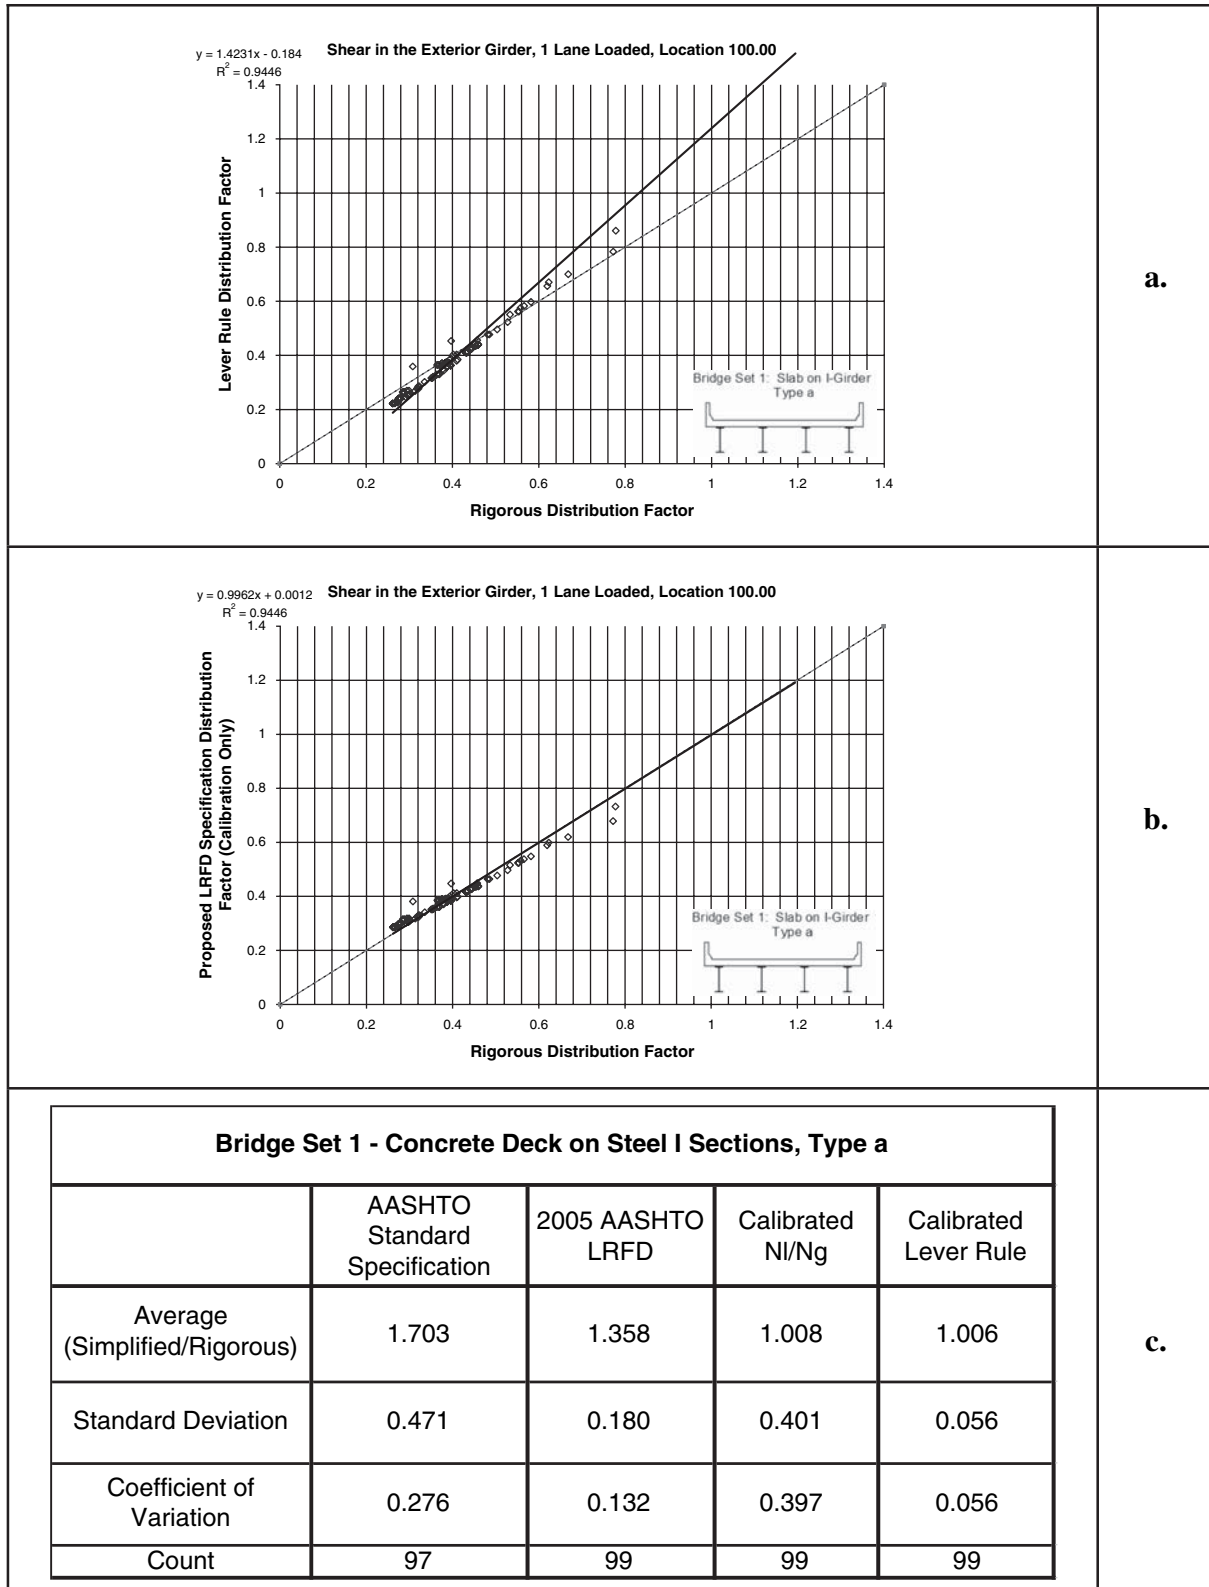 y = 1.4231x - 0.184
R² = 0.9446
Shear in the Exterior Girder, 1 Lane Loaded, Location 100.00
Lever Rule Distribution Factor
1.4
1.2
1
0.8
0.6
0.4
0.2
0
0 0.2 0.4 0.6 0.8 1 1.2 1.4
Rigorous Distribution Factor
Bridge Set 1: Slab on I-Girder
Type a
a.
y = 0.9962x + 0.0012
R² = 0.9446
Shear in the Exterior Girder, 1 Lane Loaded, Location 100.00
Proposed LRFD Specification Distribution
Factor (Calibration Only)
1.4
1.2
1
0.8
0.6
0.4
0.2
0
0 0.2 0.4 0.6 0.8 1 1.2 1.4
Rigorous Distribution Factor
Bridge Set 1: Slab on I-Girder
Type a
b.
Bridge Set 1 - Concrete Deck on Steel I Sections, Type a
AASHTO
Standard
Specification
2005 AASHTO
LRFD
Calibrated
Nl/Ng
Calibrated
Lever Rule
Average
(Simplified/Rigorous)
1.703 1.358 1.008 1.006
Standard Deviation 0.471 0.180 0.401 0.056
Coefficient of
Variation
0.276 0.132 0.397 0.056
Count 97 99 99 99
c.